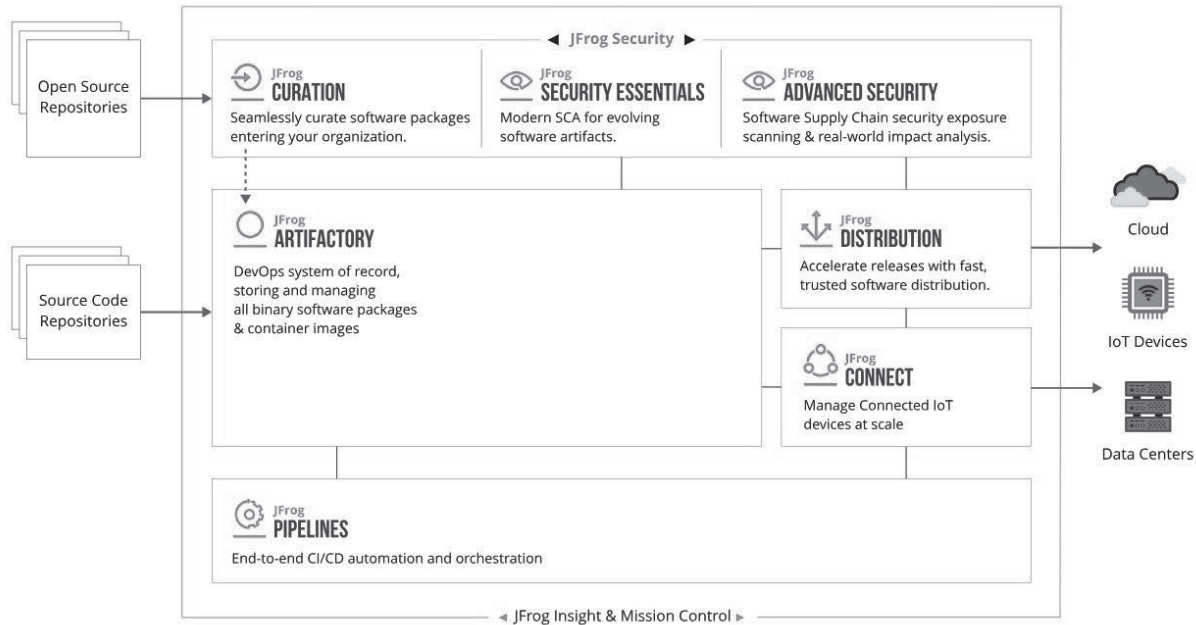 JFrog Security
Open Source
Repositories
JFrog
CURATION
Seamlessly curate software packages
entering your organization.
JFrog
SECURITY ESSENTIALS
Modern SCA for evolving
software artifacts.
JFrog
ADVANCED SECURITY
Software Supply Chain security exposure
scanning & real-world impact analysis.
Source Code
Repositories
JFrog
ARTIFACTORY
DevOps system of record,
storing and managing
all binary software packages
& container images
JFrog
DISTRIBUTION
Accelerate releases with fast,
trusted software distribution.
JFrog
CONNECT
Manage Connected IoT
devices at scale
Cloud
IoT Devices
Data Centers
JFrog
PIPELINES
End-to-end CI/CD automation and orchestration
JFrog Insight & Mission Control